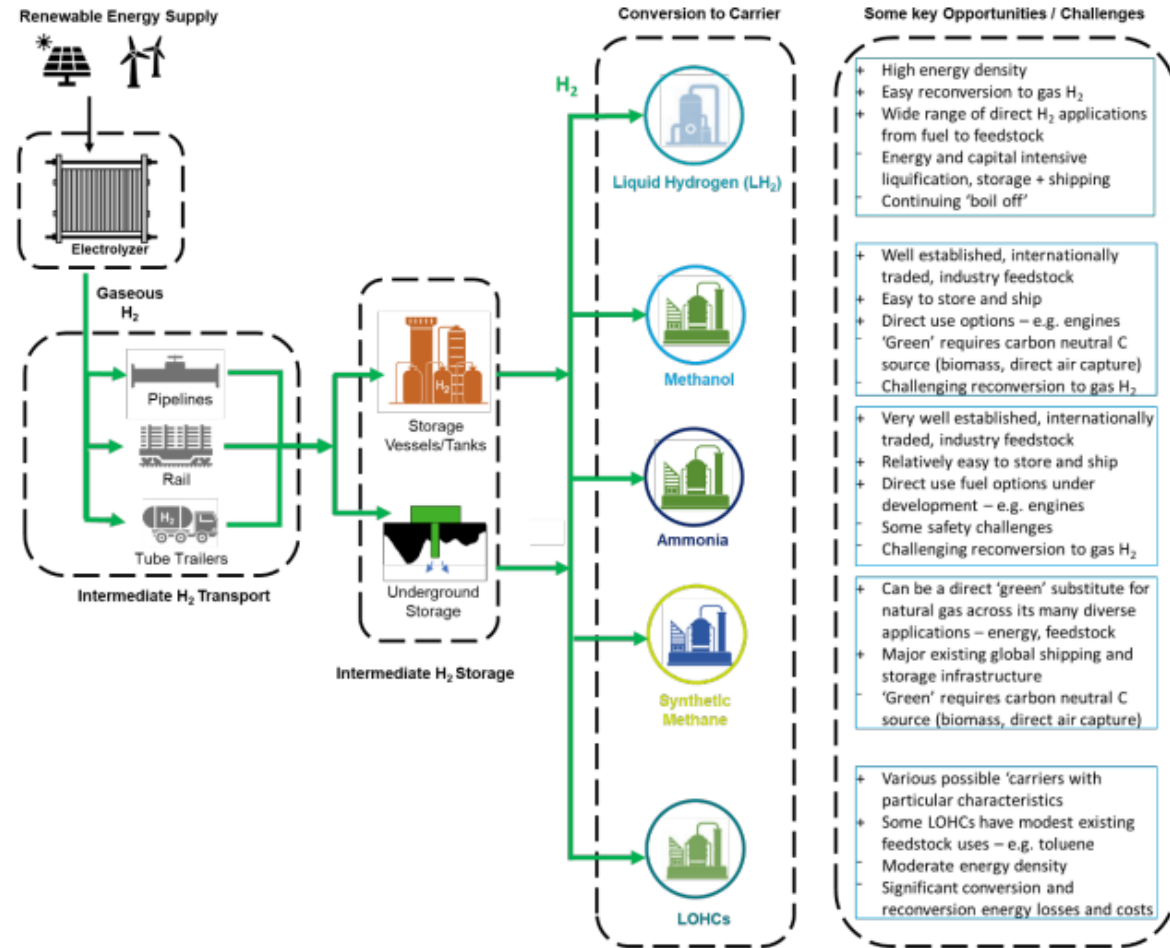 Renewable Energy Supply
Electrolyzer
Gaseous
H₂
Pipelines
Rail
H₂
Tube Trailers
Intermediate H₂ Transport
H₂
Storage
Vessels/Tanks
Underground
Storage
Intermediate H₂ Storage
Conversion to Carrier
H₂
Liquid Hydrogen (LH₂)
Methanol
Ammonia
Synthetic
Methane
LOHCs
Some key Opportunities / Challenges
+ High energy density
+ Easy reconversion to gas H₂
+ Wide range of direct H₂ applications
from fuel to feedstock
- Energy and capital intensive
liquification, storage + shipping
- Continuing ‘boil off’
+ Well established, internationally
traded, industry feedstock
+ Easy to store and ship
+ Direct use options – e.g. engines
- ‘Green’ requires carbon neutral C
source (biomass, direct air capture)
- Challenging reconversion to gas H₂
+ Very well established, internationally
traded, industry feedstock
+ Relatively easy to store and ship
+ Direct use fuel options under
development – e.g. engines
- Some safety challenges
- Challenging reconversion to gas H₂
+ Can be a direct ‘green’ substitute for
natural gas across its many diverse
applications – energy, feedstock
+ Major existing global shipping and
storage infrastructure
- ‘Green’ requires carbon neutral C
source (biomass, direct air capture)
+ Various possible ‘carriers with
particular characteristics
+ Some LOHCs have modest existing
feedstock uses – e.g. toluene
- Moderate energy density
- Significant conversion and
reconversion energy losses and costs